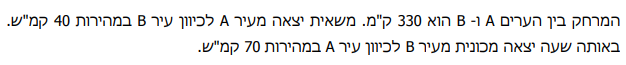 המרחק בין הערים A ו- B הוא 330 ק"מ. משאית יצאה מעיר A לכיוון עיר B במהירות 40 קמ"ש.
באותה שעה יצאה מכונית מעיר B לכיוון עיר A במהירות 70 קמ"ש.